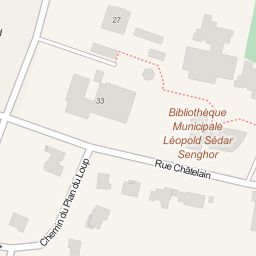 27
33
Bibliothèque
Municipale
Léopold Sédar
Senghor
Rue Châtelain
Chemin du Plan du Loup